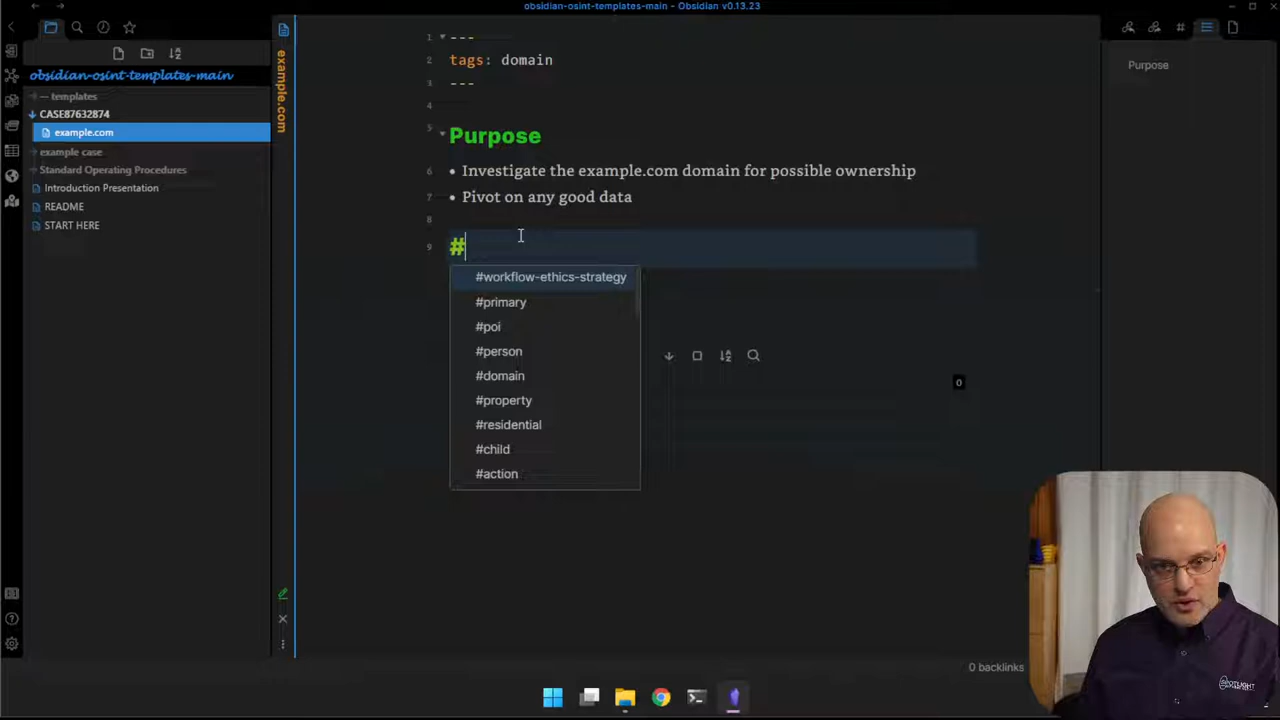 obsidian-osint-templates-main - Obsidian v0.13.23
obsidian-osint-templates-main
-- templates
CASE87632874
example.com
example case
Standard Operating Procedures
Introduction Presentation
README
START HERE
example.com
1 ---
2 tags: domain
3 ---
4
5 Purpose
6 • Investigate the example.com domain for possible ownership
7 • Pivot on any good data
8
9 #
#workflow-ethics-strategy
#primary
#poi
#person
#domain
#property
#residential
#child
#action
0
0 backlinks
Purpose